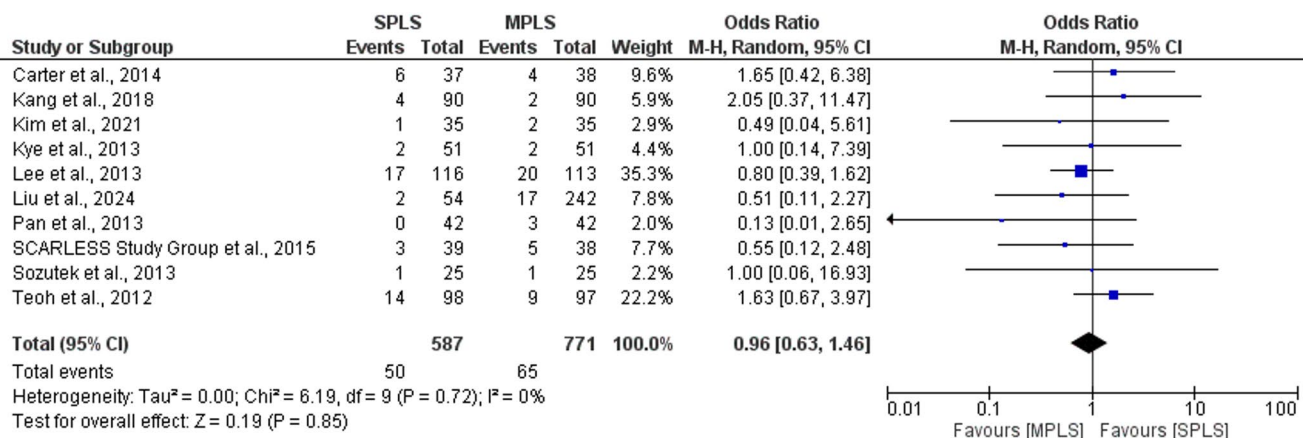 SPLS MPLS Odds Ratio Odds Ratio
Study or Subgroup Events Total Events Total Weight M-H, Random, 95% CI M-H, Random, 95% CI
Carter et al., 2014 6 37 4 38 9.6% 1.65 [0.42, 6.38]
Kang et al., 2018 4 90 2 90 5.9% 2.05 [0.37, 11.47]
Kim et al., 2021 1 35 2 35 2.9% 0.49 [0.04, 5.61]
Kye et al., 2013 2 51 2 51 4.4% 1.00 [0.14, 7.39]
Lee et al., 2013 17 116 20 113 35.3% 0.80 [0.39, 1.62]
Liu et al., 2024 2 54 17 242 7.8% 0.51 [0.11, 2.27]
Pan et al., 2013 0 42 3 42 2.0% 0.13 [0.01, 2.65]
SCARLESS Study Group et al., 2015 3 39 5 38 7.7% 0.55 [0.12, 2.48]
Sozutek et al., 2013 1 25 1 25 2.2% 1.00 [0.06, 16.93]
Teoh et al., 2012 14 98 9 97 22.2% 1.63 [0.67, 3.97]
Total (95% CI) 587 771 100.0% 0.96 [0.63, 1.46]
Total events 50 65
Heterogeneity: Tau² = 0.00; Chi² = 6.19, df = 9 (P = 0.72); I² = 0%
Test for overall effect: Z = 0.19 (P = 0.85)
0.01 0.1 1 10 100
Favours [MPLS] Favours [SPLS]